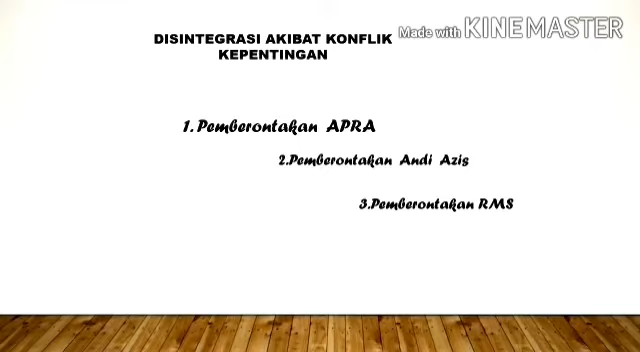 Made with KINEMASTER
DISINTEGRASI AKIBAT KONFLIK
KEPENTINGAN
1. Pemberontakan APRA
2.Pemberontakan Andi Azis
3.Pemberontakan RMS